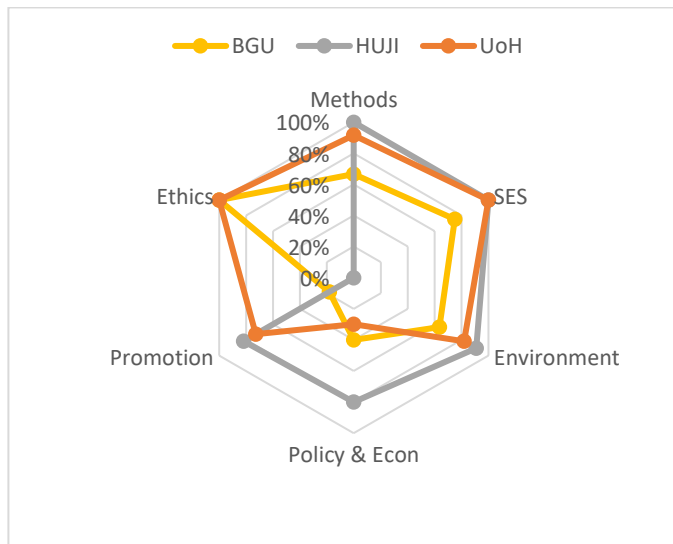 BGU HUJI UoH
Methods
100%
80%
Ethics 60% SES
40%
20%
0%
Promotion Environment
Policy & Econ